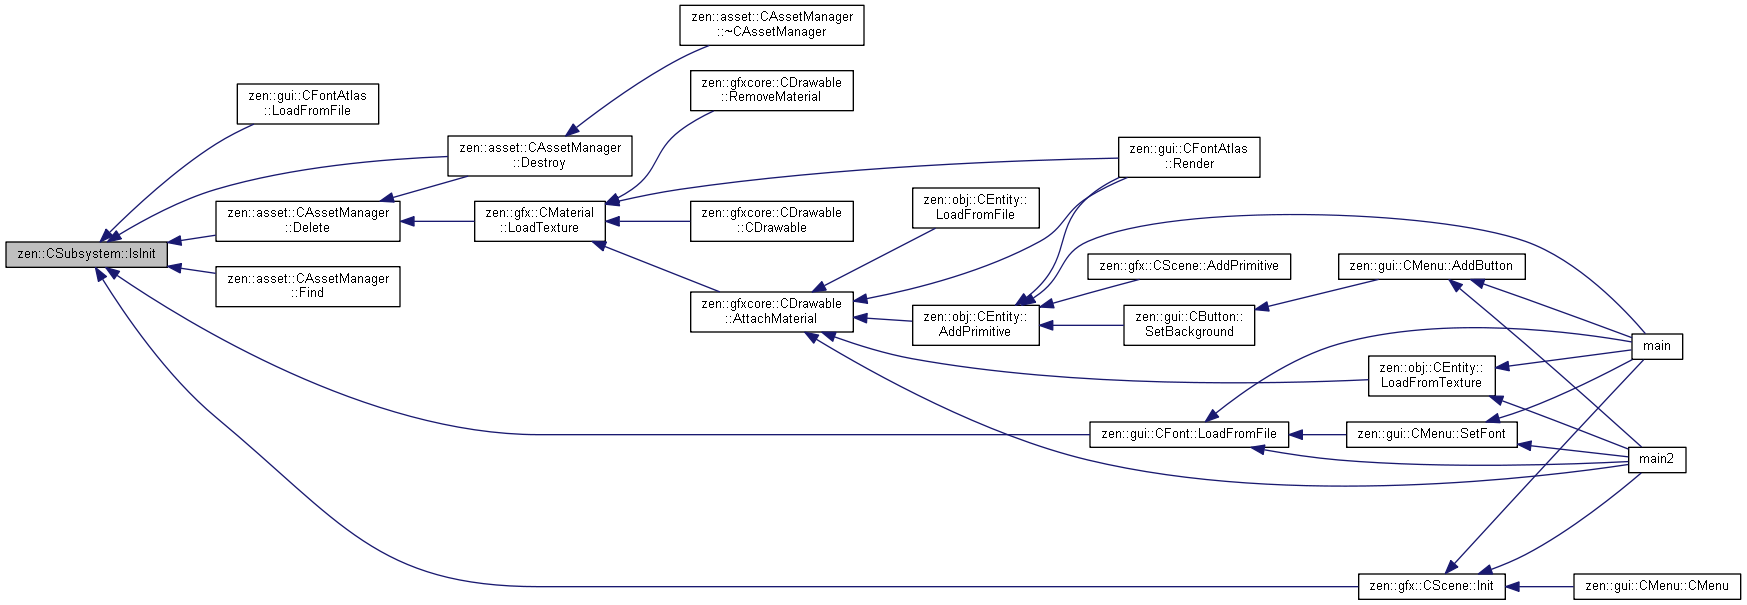 zen::asset::CAssetManager
::~CAssetManager
zen::gfxcore::CDrawable
::RemoveMaterial
zen::gui::CFontAtlas
::LoadFromFile
zen::asset::CAssetManager
::Destroy
zen::gui::CFontAtlas
::Render
zen::obj::CEntity::
LoadFromFile
zen::asset::CAssetManager
::Delete
zen::gfx::CMaterial
::LoadTexture
zen::gfxcore::CDrawable
::CDrawable
zen::CSubsystem::IsInit
zen::gfx::CScene::AddPrimitive
zen::gui::CMenu::AddButton
zen::asset::CAssetManager
::Find
zen::gfxcore::CDrawable
::AttachMaterial
zen::obj::CEntity::
AddPrimitive
zen::gui::CButton::
SetBackground
main
zen::obj::CEntity::
LoadFromTexture
zen::gui::CFont::LoadFromFile
zen::gui::CMenu::SetFont
main2
zen::gfx::CScene::Init
zen::gui::CMenu::CMenu